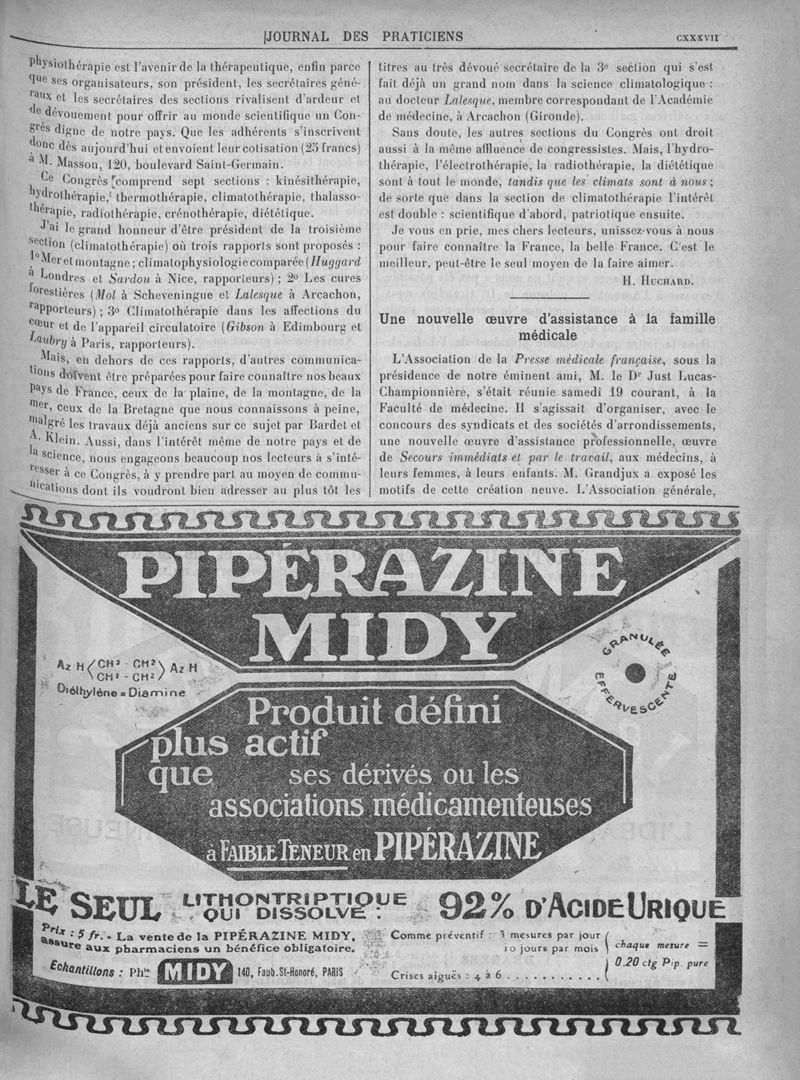 JOURNAL DES PRATICIENS
CXXXVII
physiothérapie est l'avenir de la thérapeutique, enfin parce
que ses organisateurs, son président, les secrétaires géné-
raux et les secrétaires des sections rivalisent d'ardeur et
de dévouement pour offrir au monde scientifique un Con-
grès digne de notre pays. Que les adhérents s'inscrivent
donc dès aujourd'hui et envoient leur cotisation (25 francs)
à M. Masson, 120, boulevard Saint-Germain.
Ce Congrès comprend sept sections : kinésithérapie,
hydrothérapie, thermothérapie, climatothérapie, thalasso-
thérapie, radiothérapie, crénothérapie, diététique.
J'ai le grand honneur d'être président de la troisième
section (climatothérapie) où trois rapports sont proposés :
1º Mer et montagne ; climatophysiologie comparée (Huggard
à Londres et Sardou à Nice, rapporteurs) ; 2º Les cures
forestières (Mol à Scheveningue et Lalesque à Arcachon,
rapporteurs) ; 3º Climatothérapie dans les affections du
cœur et de l'appareil circulatoire (Gibson à Edimbourg et
Laubry à Paris, rapporteurs).
Mais, en dehors de ces rapports, d'autres communica-
tions doivent être préparées pour faire connaître nos beaux
pays de France, ceux de la plaine, de la montagne, de la
mer, ceux de la Bretagne que nous connaissons à peine,
malgré les travaux déjà anciens sur ce sujet par Bardet et
A. Klein. Aussi, dans l'intérêt même de notre pays et de
la science, nous engageons beaucoup nos lecteurs à s'inté-
resser à ce Congrès, à y prendre part au moyen de commu-
nications dont ils voudront bien adresser au plus tôt les
titres au très dévoué secrétaire de la 3e section qui s'est
fait déjà un grand nom dans la science climatologique :
au docteur Lalesque, membre correspondant de l'Académie
de médecine, à Arcachon (Gironde).
Sans doute, les autres sections du Congrès ont droit
aussi à la même affluence de congressistes. Mais, l'hydro-
thérapie, l'électrothérapie, la radiothérapie, la diététique
sont à tout le monde, tandis que les climats sont à nous ;
de sorte que dans la section de climatothérapie l'intérêt
est double : scientifique d'abord, patriotique ensuite.
Je vous en prie, mes chers lecteurs, unissez-vous à nous
pour faire connaître la France, la belle France. C'est le
meilleur, peut-être le seul moyen de la faire aimer.
H. HUCHARD.
Une nouvelle œuvre d'assistance à la famille
médicale
L'Association de la Presse médicale française, sous la
présidence de notre éminent ami, M. le Dr Just Lucas-
Championnière, s'était réunie samedi 19 courant, à la
Faculté de médecine. Il s'agissait d'organiser, avec le
concours des syndicats et des sociétés d'arrondissements,
une nouvelle œuvre d'assistance professionnelle, œuvre
de Secours immédiats et par le travail, aux médecins, à
leurs femmes, à leurs enfants. M. Grandjux a exposé les
motifs de cette création neuve. L'Association générale,
PIPÉRAZINE
MIDY
Az H CH² - CH² Az H
CH² - CH²
Diéthylène = Diamine
GRANULÉE
EFFERVESCENTE
Produit défini
plus actif
que ses dérivés ou les
associations médicamenteuses
à FAIBLE TENEUR en PIPÉRAZINE
LE SEUL LITHONTRIPTIQUE QUI DISSOLVE : 92% D'ACIDE URIQUE
Prix : 5 fr. - La vente de la PIPÉRAZINE MIDY,
assure aux pharmaciens un bénéfice obligatoire.
Echantillons : Phie MIDY 140, Faub. St-Honoré, PARIS
Comme préventif : 3 mesures par jour
10 jours par mois
Crises aiguës : 4 à 6 . . . . . . . . . . .
chaque mesure =
0.20 ctg Pip. pure